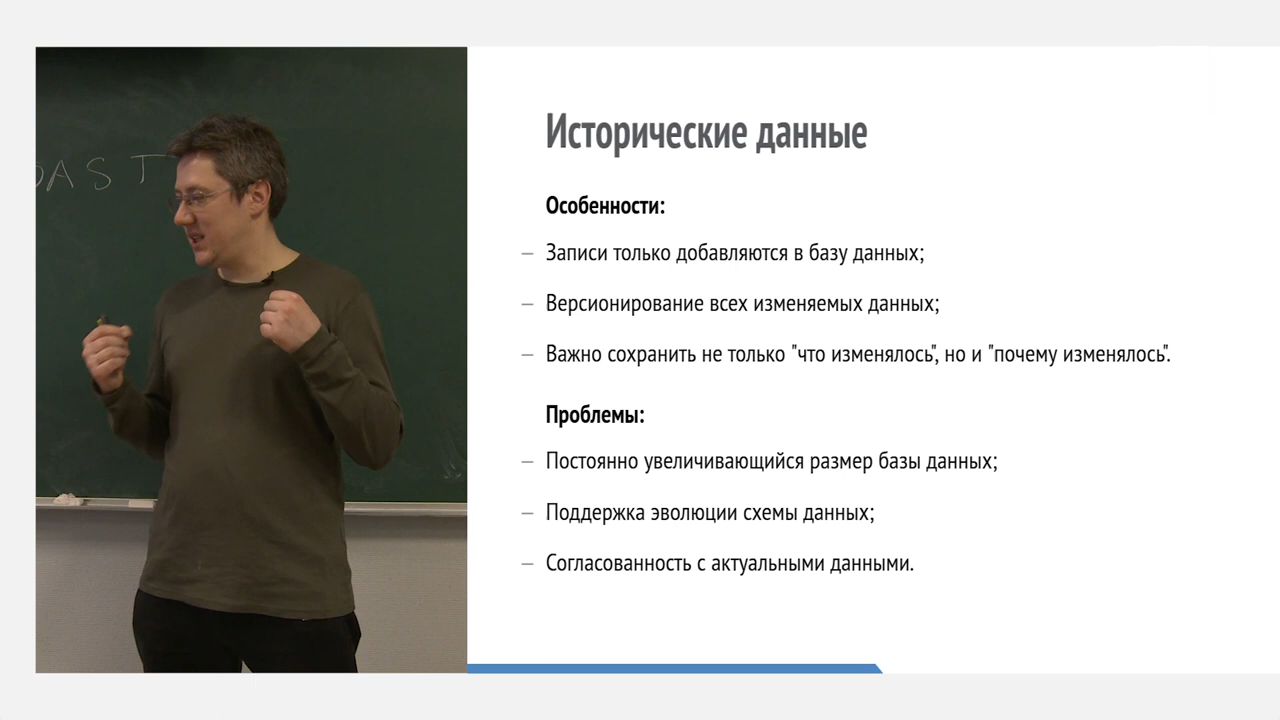 Исторические данные
Особенности:
– Записи только добавляются в базу данных;
– Версионирование всех изменяемых данных;
– Важно сохранить не только "что изменялось", но и "почему изменялось".
Проблемы:
– Постоянно увеличивающийся размер базы данных;
– Поддержка эволюции схемы данных;
– Согласованность с актуальными данными.